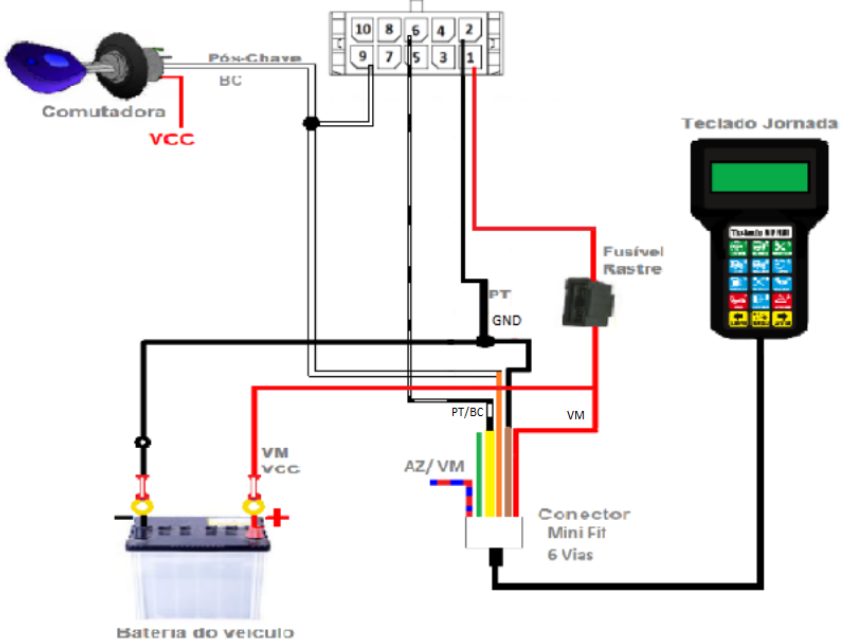 10 8 6 4 2
9 7 5 3 1
Pós-Chave
BC
Comutadora
VCC
Teclado Jornada
Fusível
Rastre
PT
GND
PT/BC
VM
VM
VCC
AZ/ VM
Conector
Mini Fit
6 Vias
- +
Bateria do veículo